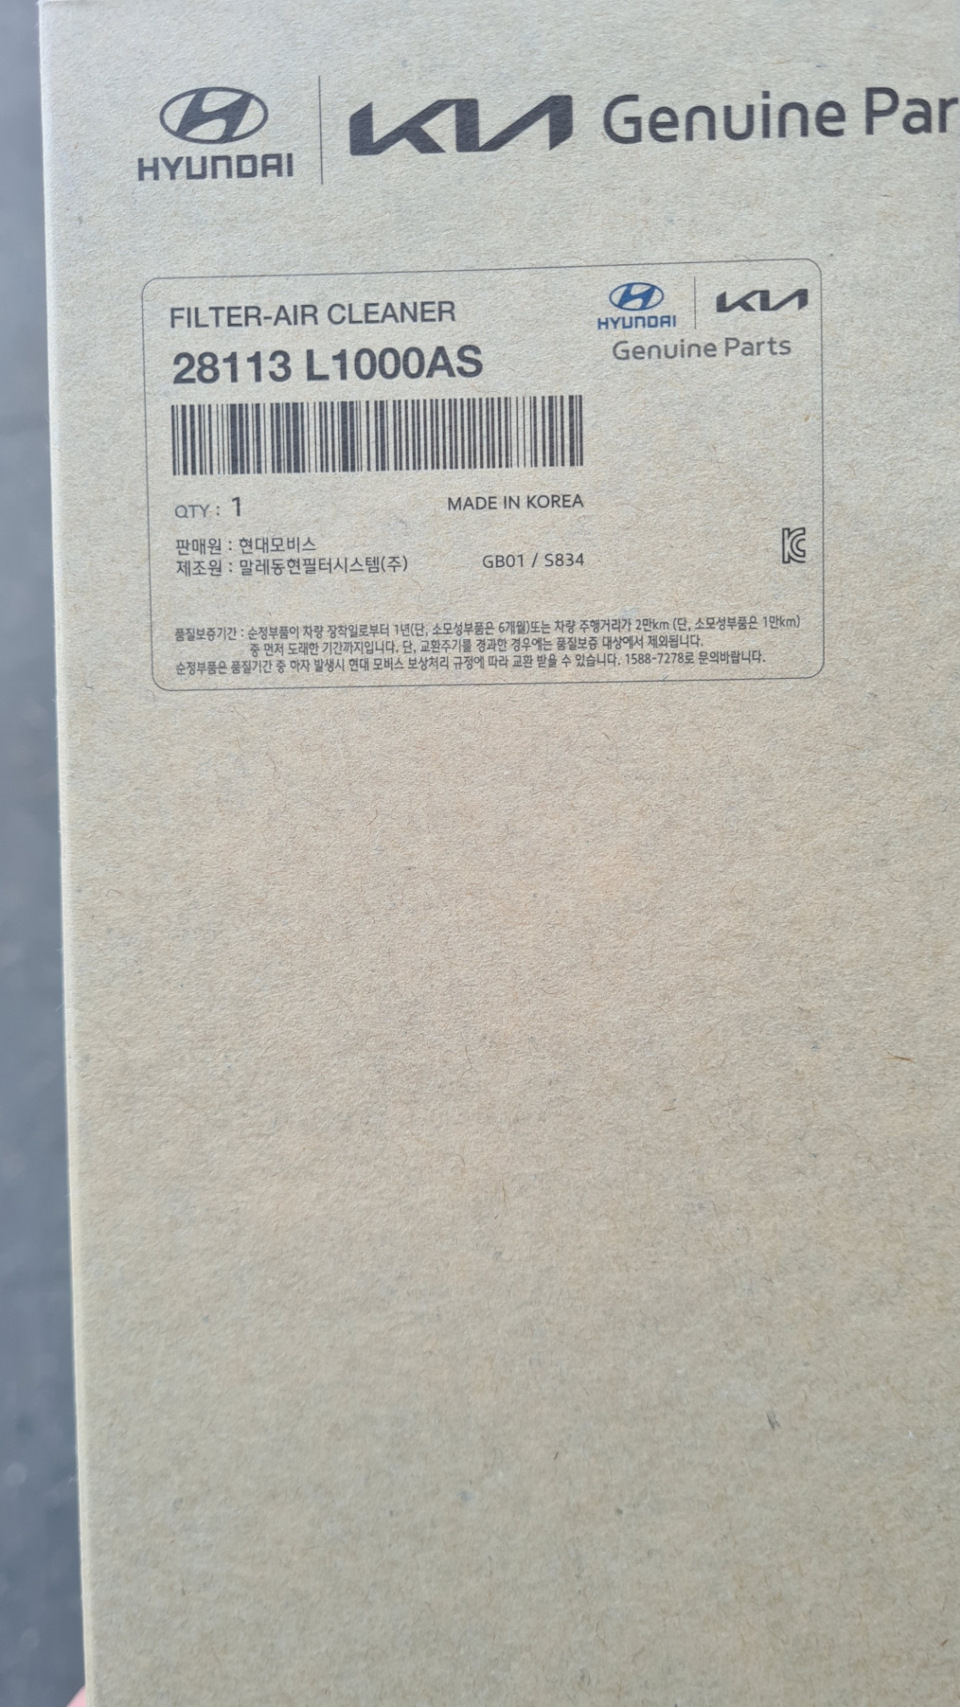 HYUNDAI KIA Genuine Par
FILTER-AIR CLEANER
28113 L1000AS
HYUNDAI KIA
Genuine Parts
QTY : 1 MADE IN KOREA
판매원 : 현대모비스
제조원 : 말레동현필터시스템(주) GB01 / S834
품질보증기간 : 순정부품이 차량 장착일로부터 1년(단, 소모성부품은 6개월)또는 차량 주행거리가 2만km (단, 소모성부품은 1만km)
중 먼저 도래한 기간까지입니다. 단, 교환주기를 경과한 경우에는 품질보증 대상에서 제외됩니다.
순정부품은 품질기간 중 하자 발생시 현대 모비스 보상처리 규정에 따라 교환 받을 수 있습니다. 1588-7278로 문의바랍니다.